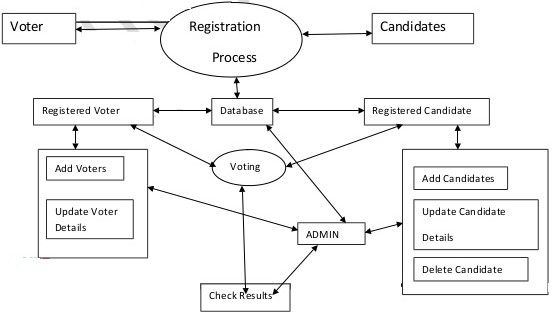 Voter
Registration
Process
Candidates
Registered Voter
Database
Registered Candidate
Add Voters
Update Voter
Details
Voting
Add Candidates
Update Candidate
Details
Delete Candidate
ADMIN
Check Results